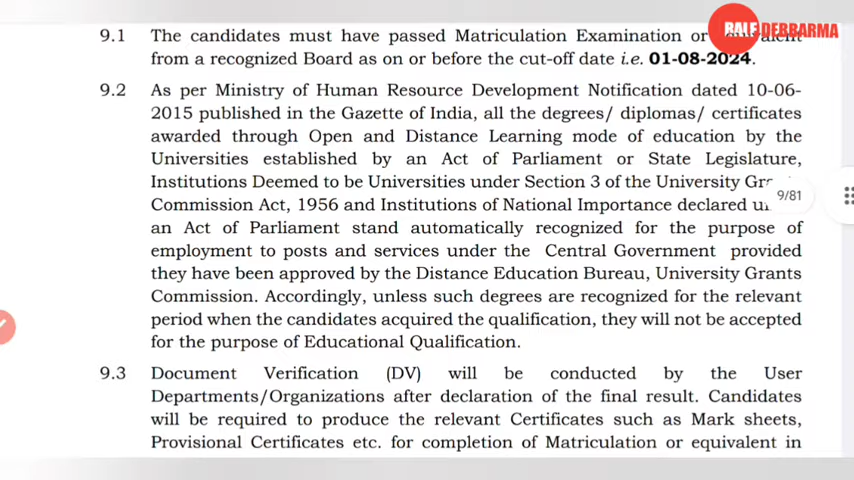 RALF DEBBARMA
9.1 The candidates must have passed Matriculation Examination or
from a recognized Board as on or before the cut-off date i.e. 01-08-2024.
9.2 As per Ministry of Human Resource Development Notification dated 10-06-
2015 published in the Gazette of India, all the degrees/ diplomas/ certificates
awarded through Open and Distance Learning mode of education by the
Universities established by an Act of Parliament or State Legislature,
Institutions Deemed to be Universities under Section 3 of the University
9/81
Commission Act, 1956 and Institutions of National Importance declared
an Act of Parliament stand automatically recognized for the purpose of
employment to posts and services under the Central Government provided
they have been approved by the Distance Education Bureau, University Grants
Commission. Accordingly, unless such degrees are recognized for the relevant
period when the candidates acquired the qualification, they will not be accepted
for the purpose of Educational Qualification.
9.3 Document Verification (DV) will be conducted by the User
Departments/Organizations after declaration of the final result. Candidates
will be required to produce the relevant Certificates such as Mark sheets,
Provisional Certificates etc. for completion of Matriculation or equivalent in